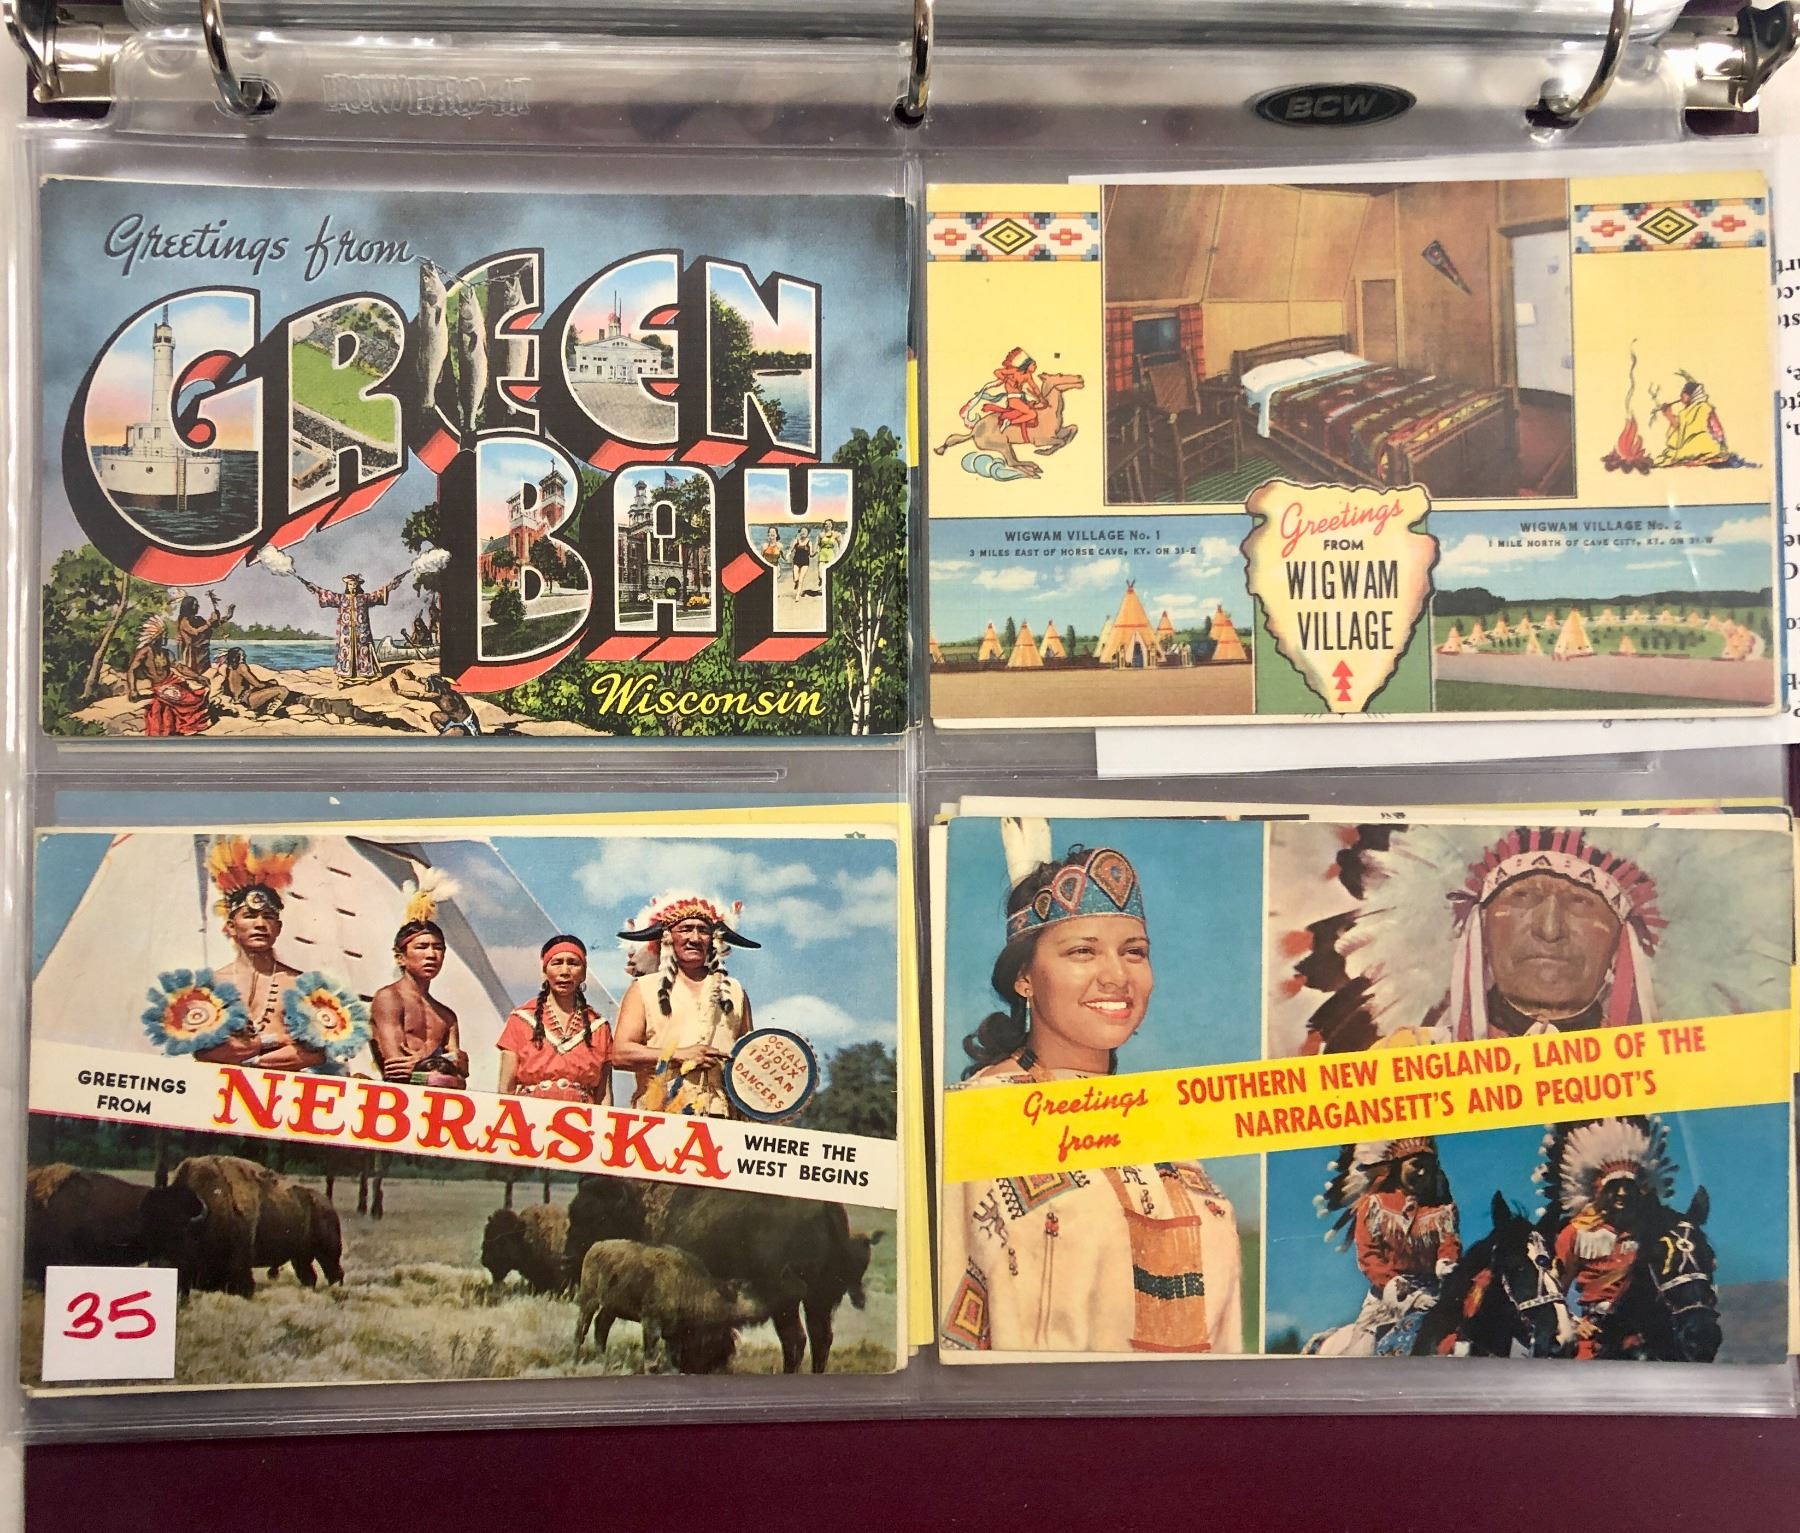 BCW
Greetings from
GREEN
BAY
Wisconsin
WIGWAM VILLAGE No. 1
3 MILES EAST OF HORSE CAVE, KY. ON 31-E
WIGWAM VILLAGE No. 2
1 MILE NORTH OF CAVE CITY, KY. ON 31-W
Greetings
FROM
WIGWAM
VILLAGE
OGLALA
SIOUX
INDIAN
DANCERS
GREETINGS
FROM
NEBRASKA
WHERE THE
WEST BEGINS
35
Greetings
from
SOUTHERN NEW ENGLAND, LAND OF THE
NARRAGANSETT'S AND PEQUOT'S